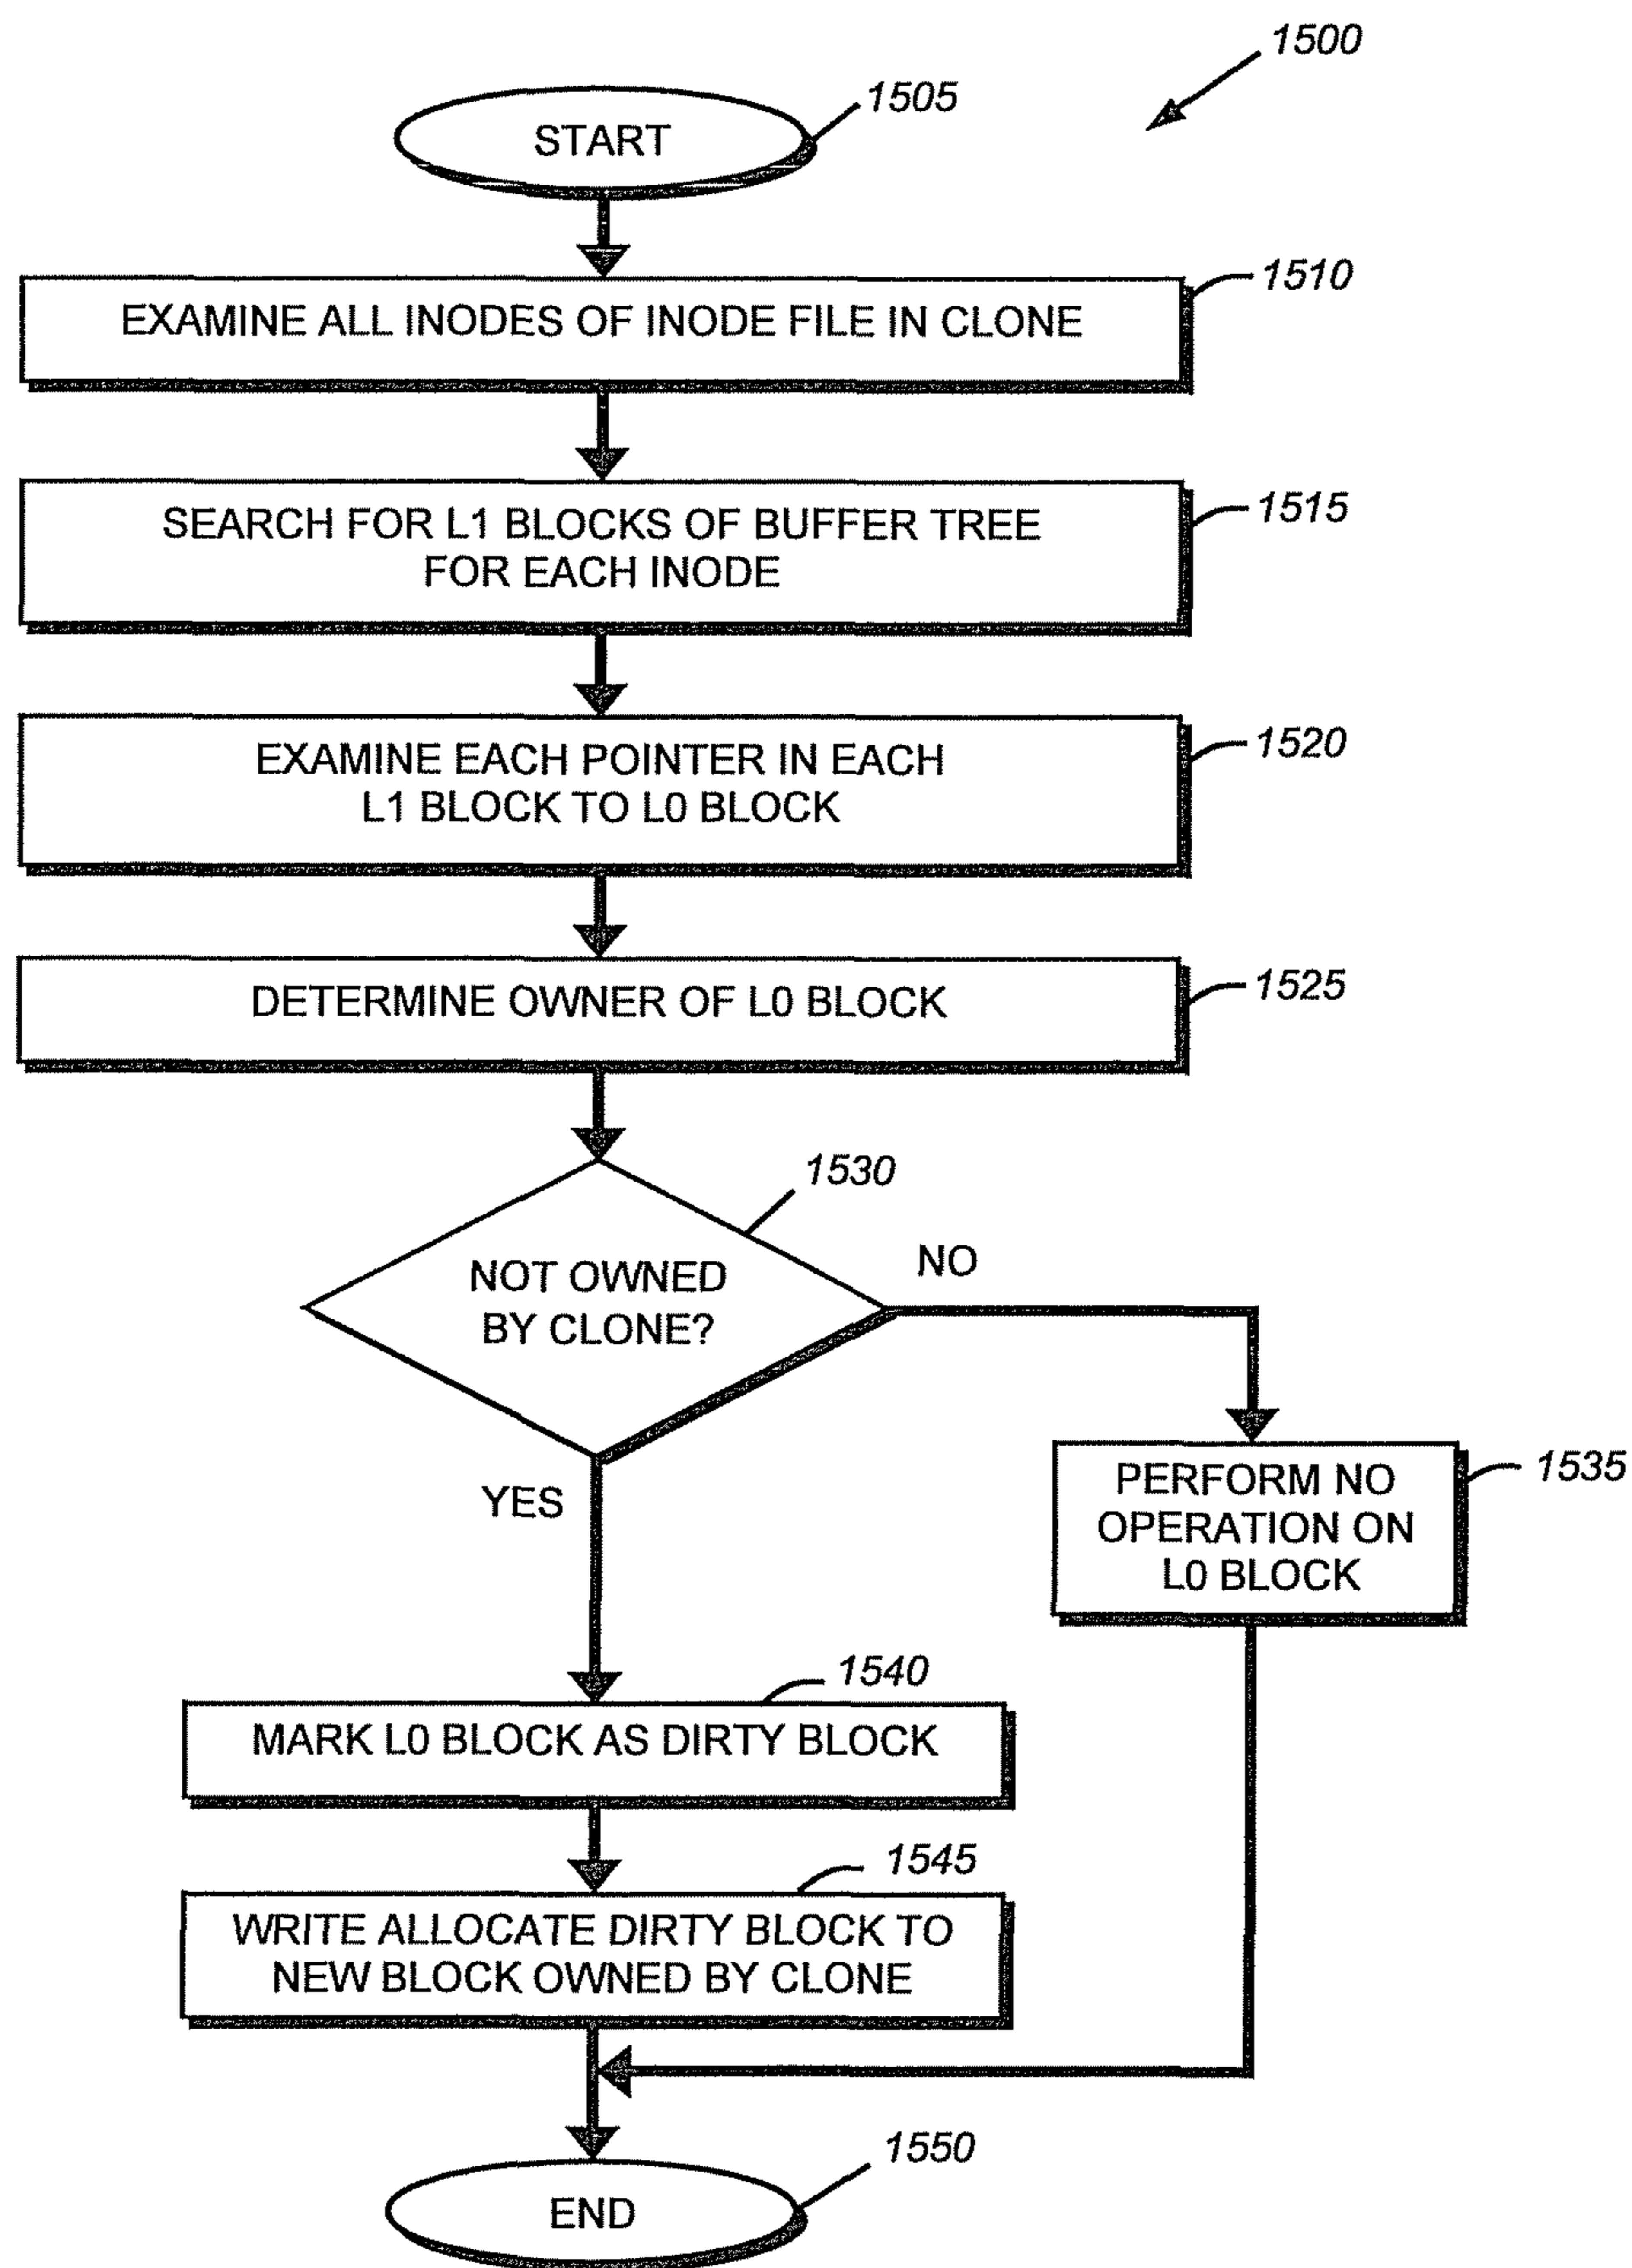 1500
1505
START
1510
EXAMINE ALL INODES OF INODE FILE IN CLONE
1515
SEARCH FOR L1 BLOCKS OF BUFFER TREE
FOR EACH INODE
1520
EXAMINE EACH POINTER IN EACH
L1 BLOCK TO L0 BLOCK
1525
DETERMINE OWNER OF L0 BLOCK
1530
NOT OWNED
BY CLONE?
NO
YES
1535
PERFORM NO
OPERATION ON
L0 BLOCK
1540
MARK L0 BLOCK AS DIRTY BLOCK
1545
WRITE ALLOCATE DIRTY BLOCK TO
NEW BLOCK OWNED BY CLONE
1550
END